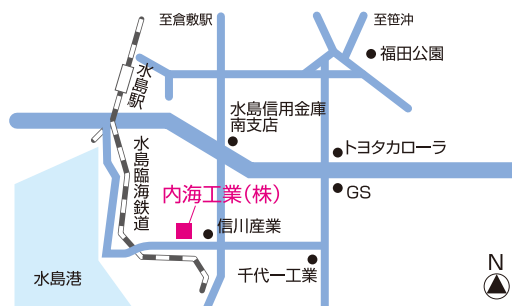 至倉敷駅
至笹沖
福田公園
水島駅
水島信用金庫
南支店
トヨタカローラ
水島臨海鉄道
内海工業(株)
GS
信川産業
水島港
千代一工業
N